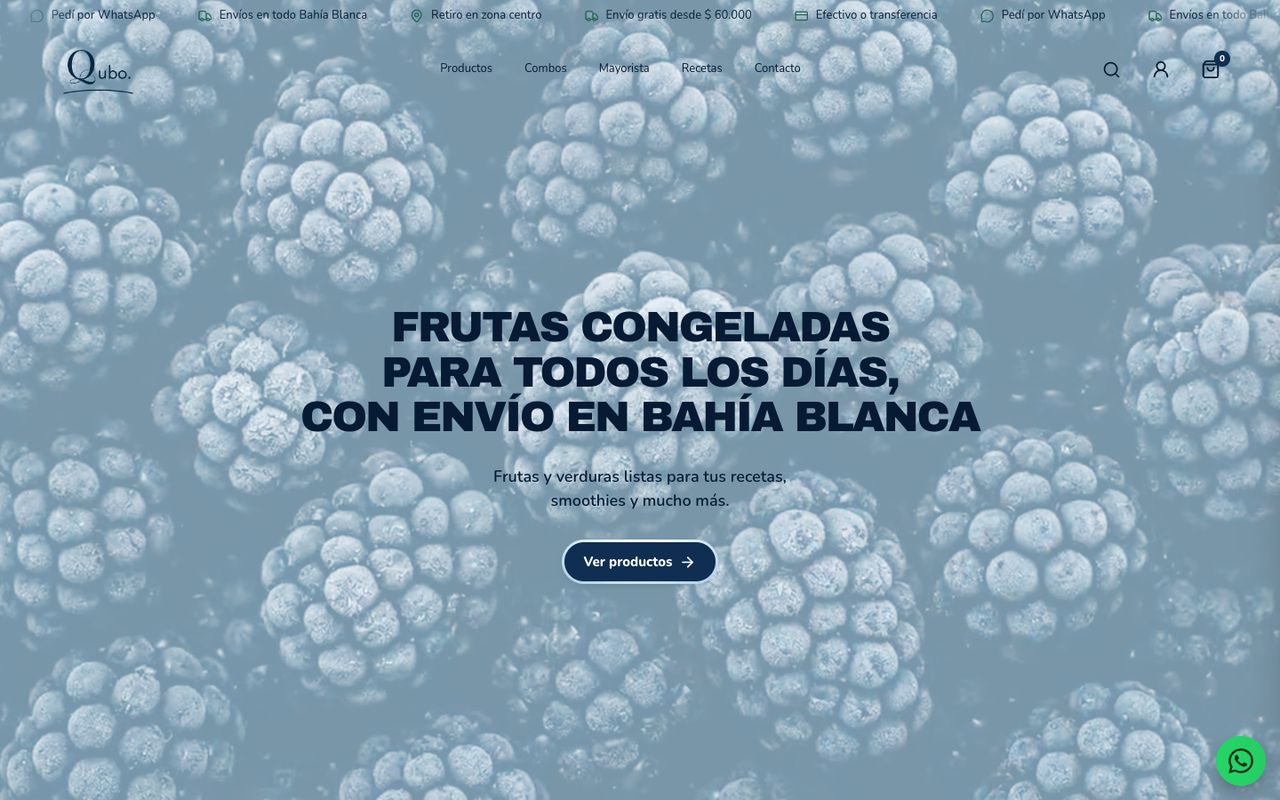 Pedí por WhatsApp Envíos en todo Bahía Blanca Retiro en zona centro Envío gratis desde $ 60.000 Efectivo o transferencia Pedí por WhatsApp Envíos en todo
Qubo.
Productos Combos Mayorista Recetas Contacto
0
FRUTAS CONGELADAS
PARA TODOS LOS DÍAS,
CON ENVÍO EN BAHÍA BLANCA
Frutas y verduras listas para tus recetas,
smoothies y mucho más.
Ver productos